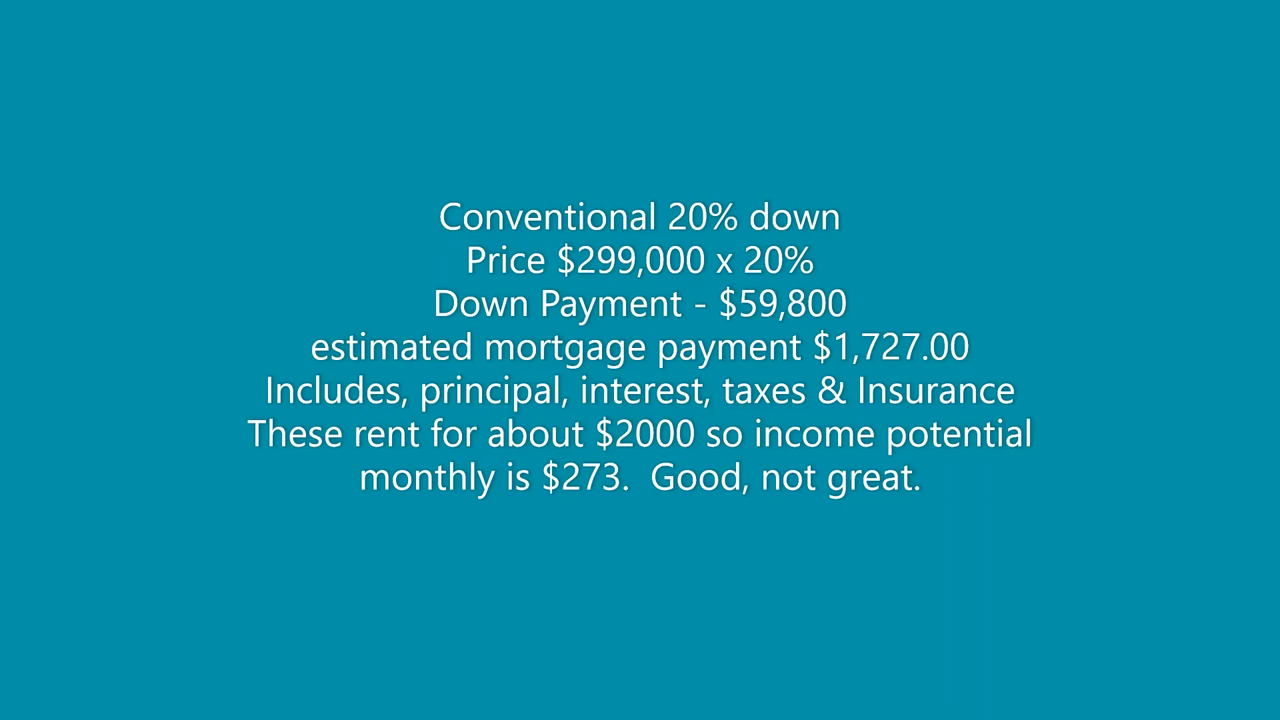 Conventional 20% down
Price $299,000 x 20%
Down Payment - $59,800
estimated mortgage payment $1,727.00
Includes, principal, interest, taxes & Insurance
These rent for about $2000 so income potential
monthly is $273.  Good, not great.